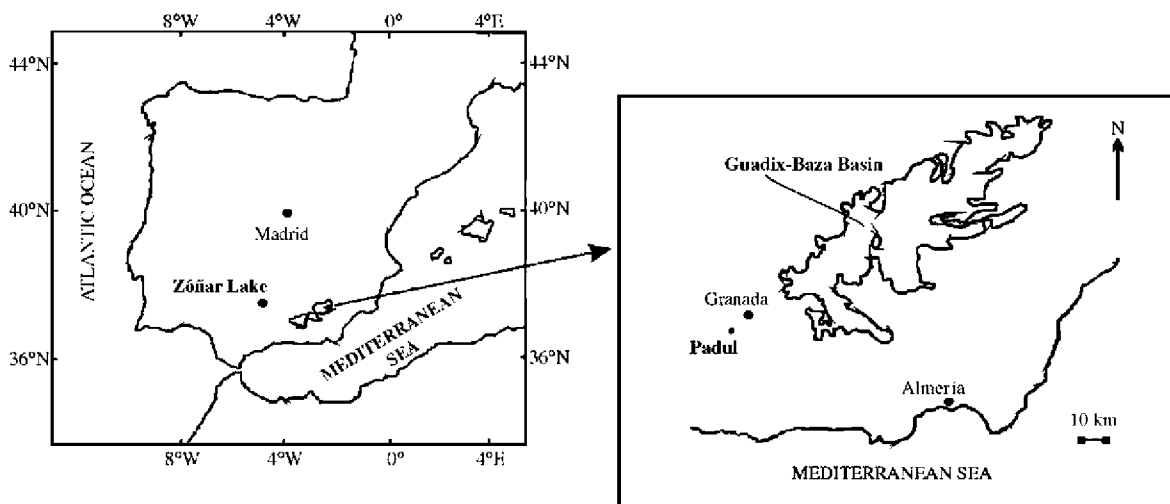 8°W 4°W 0° 4°E
44°N 44°N
ATLANTIC OCEAN
40°N 40°N
Madrid
Zóñar Lake
MEDITERRANEAN
SEA
36°N 36°N
8°W 4°W 0° 4°E
N
Guadix-Baza Basin
Granada
Padul
Almería
10 km
MEDITERRANEAN SEA